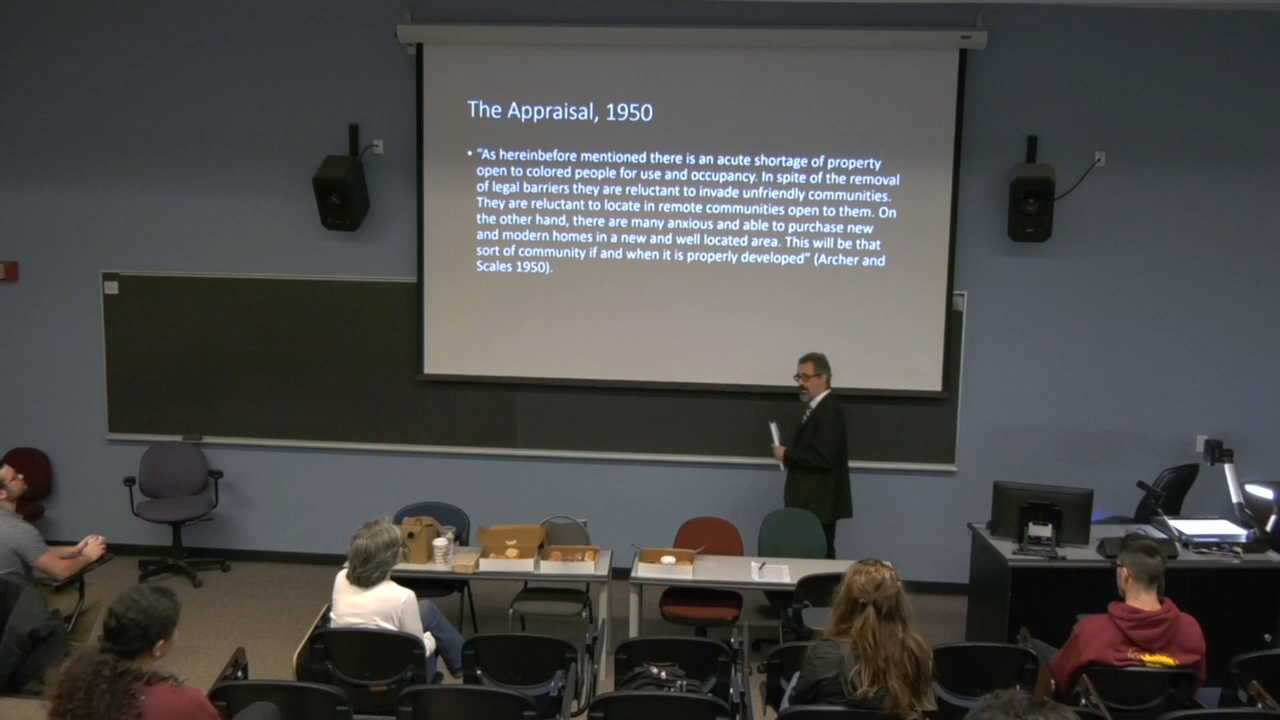 The Appraisal, 1950
• “As hereinbefore mentioned there is an acute shortage of property
open to colored people for use and occupancy. In spite of the removal
of legal barriers they are reluctant to invade unfriendly communities.
They are reluctant to locate in remote communities open to them. On
the other hand, there are many anxious and able to purchase new
and modern homes in a new and well located area. This will be that
sort of community if and when it is properly developed” (Archer and
Scales 1950).